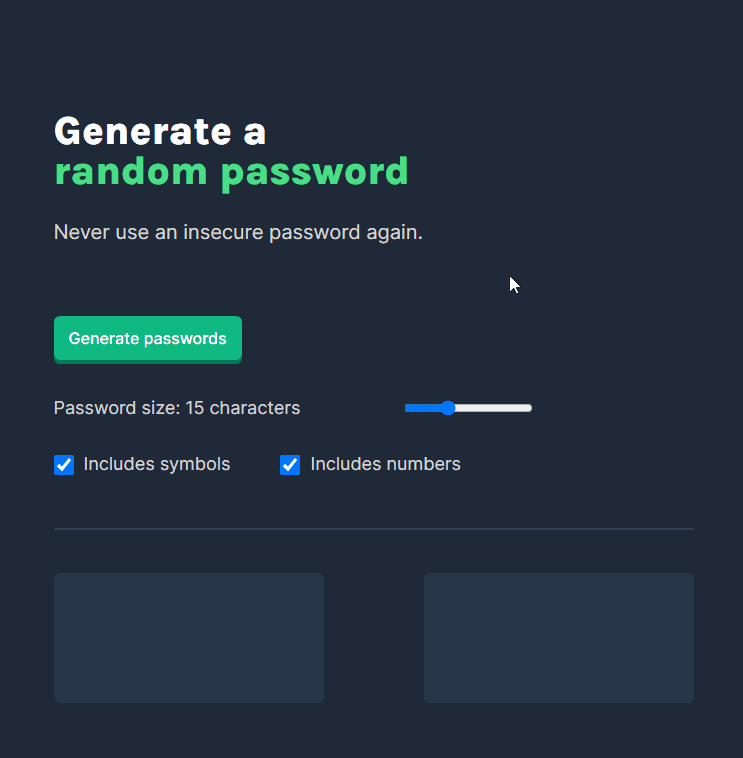 Generate a
random password
Never use an insecure password again.
Generate passwords
Password size: 15 characters
Includes symbols Includes numbers